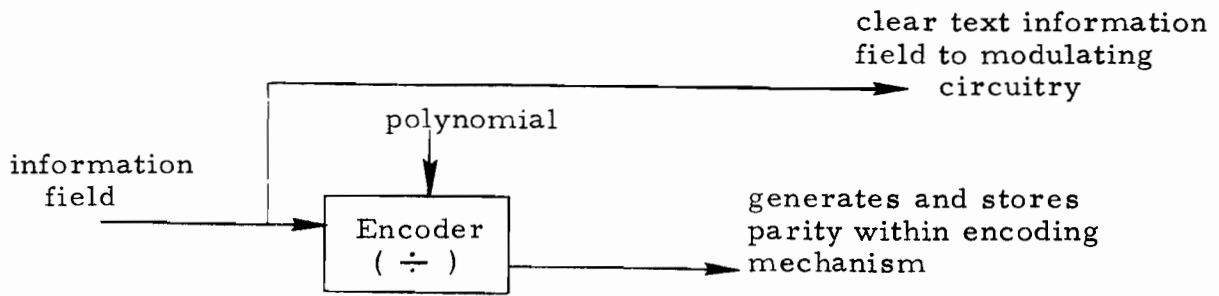 clear text information
field to modulating
circuitry
polynomial
information
field
Encoder
( ÷ )
generates and stores
parity within encoding
mechanism